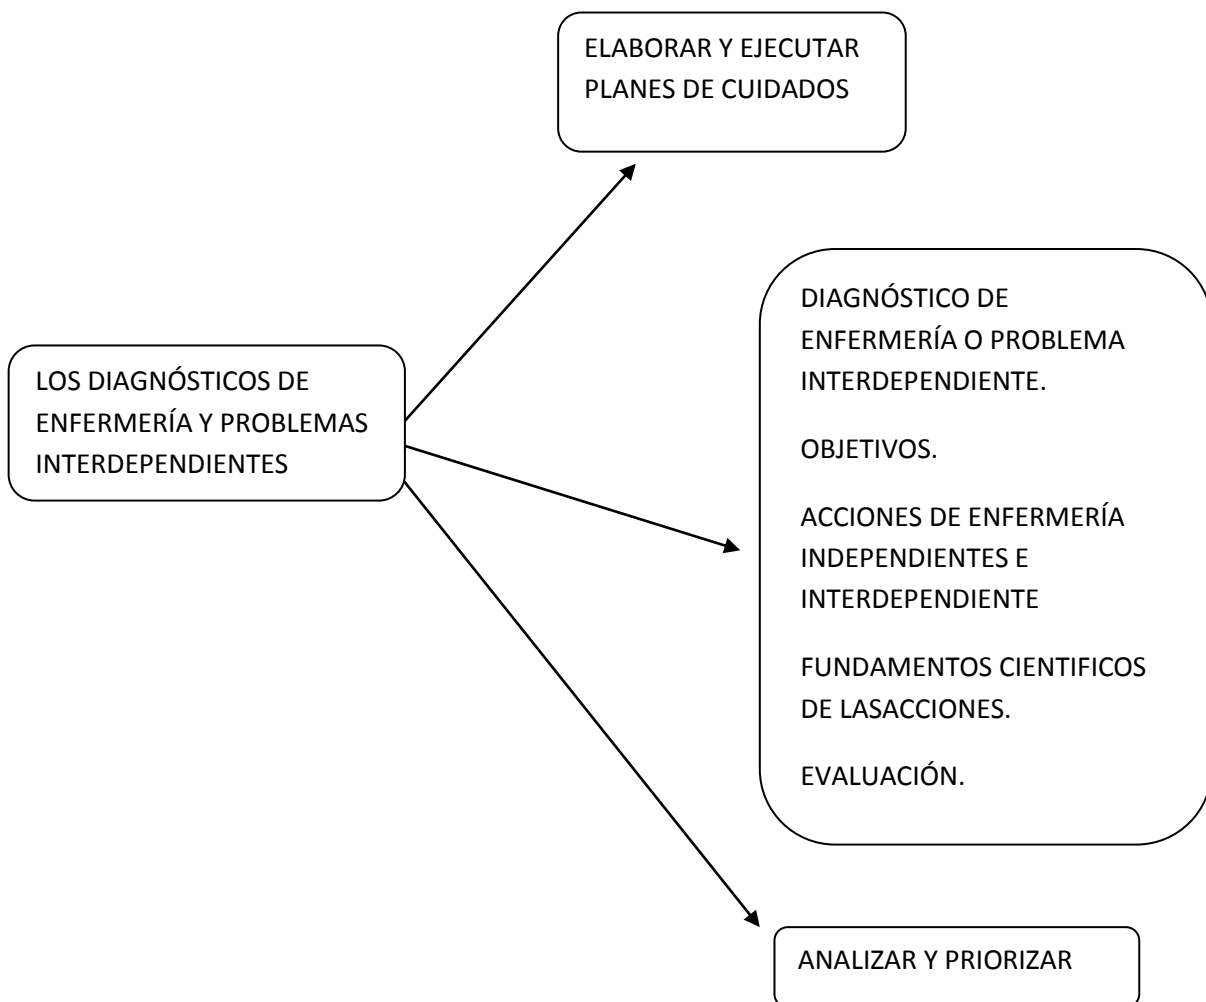 ELABORAR Y EJECUTAR
PLANES DE CUIDADOS
LOS DIAGNÓSTICOS DE
ENFERMERÍA Y PROBLEMAS
INTERDEPENDIENTES
DIAGNÓSTICO DE
ENFERMERÍA O PROBLEMA
INTERDEPENDIENTE.
OBJETIVOS.
ACCIONES DE ENFERMERÍA
INDEPENDIENTES E
INTERDEPENDIENTE
FUNDAMENTOS CIENTIFICOS
DE LASACCIONES.
EVALUACIÓN.
ANALIZAR Y PRIORIZAR